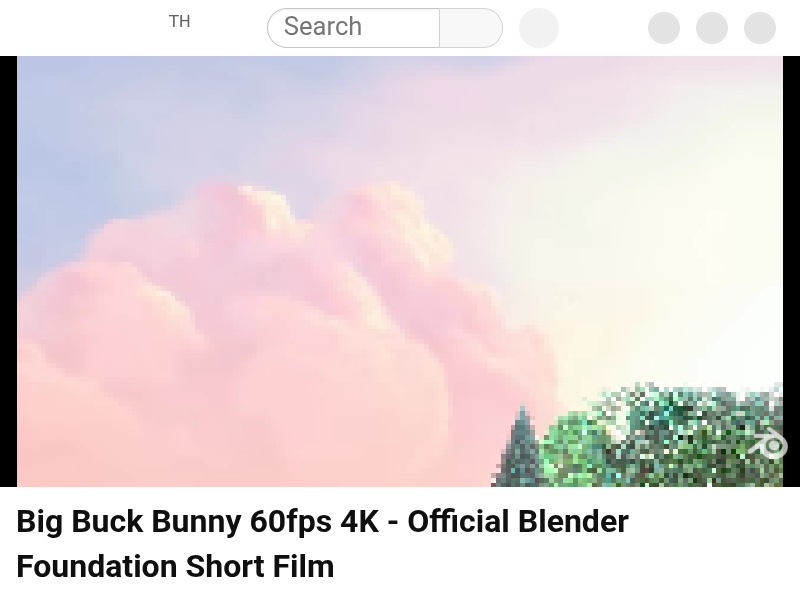 TH
Search
Big Buck Bunny 60fps 4K - Official Blender
Foundation Short Film